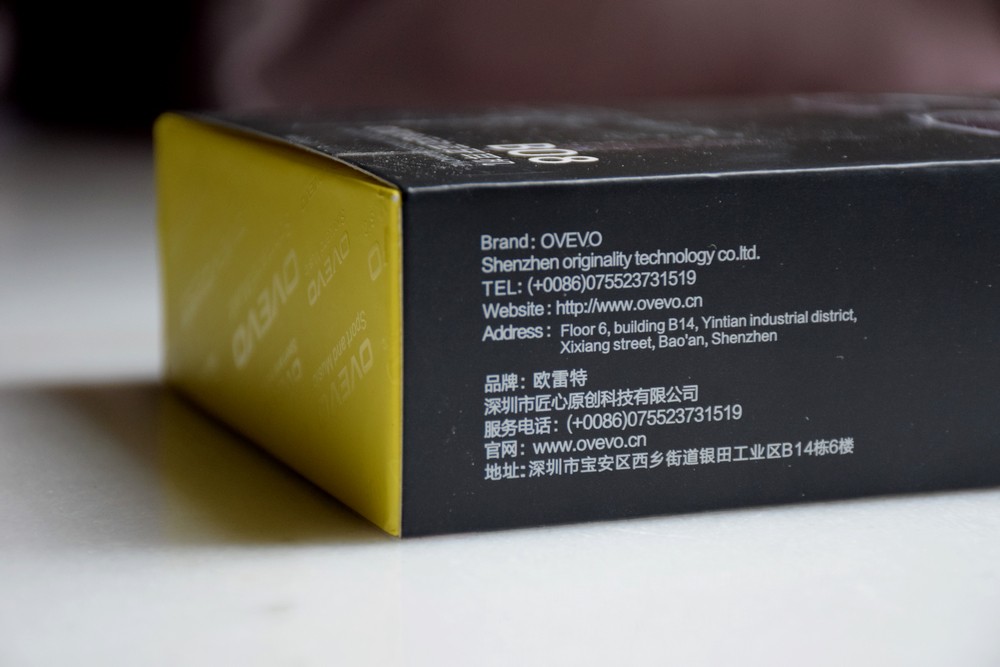 808
Brand: OVEVO
Shenzhen originality technology co.ltd.
TEL: (+0086)075523731519
Website: http://www.ovevo.cn
Address: Floor 6, building B14, Yintian industrial district,
Xixiang street, Bao'an, Shenzhen
品牌：欧雷特
深圳市匠心原创科技有限公司
服务电话：(+0086)075523731519
官网：www.ovevo.cn
地址:深圳市宝安区西乡街道银田工业区B14栋6楼
OVEVO
OVEVO
OVEVO